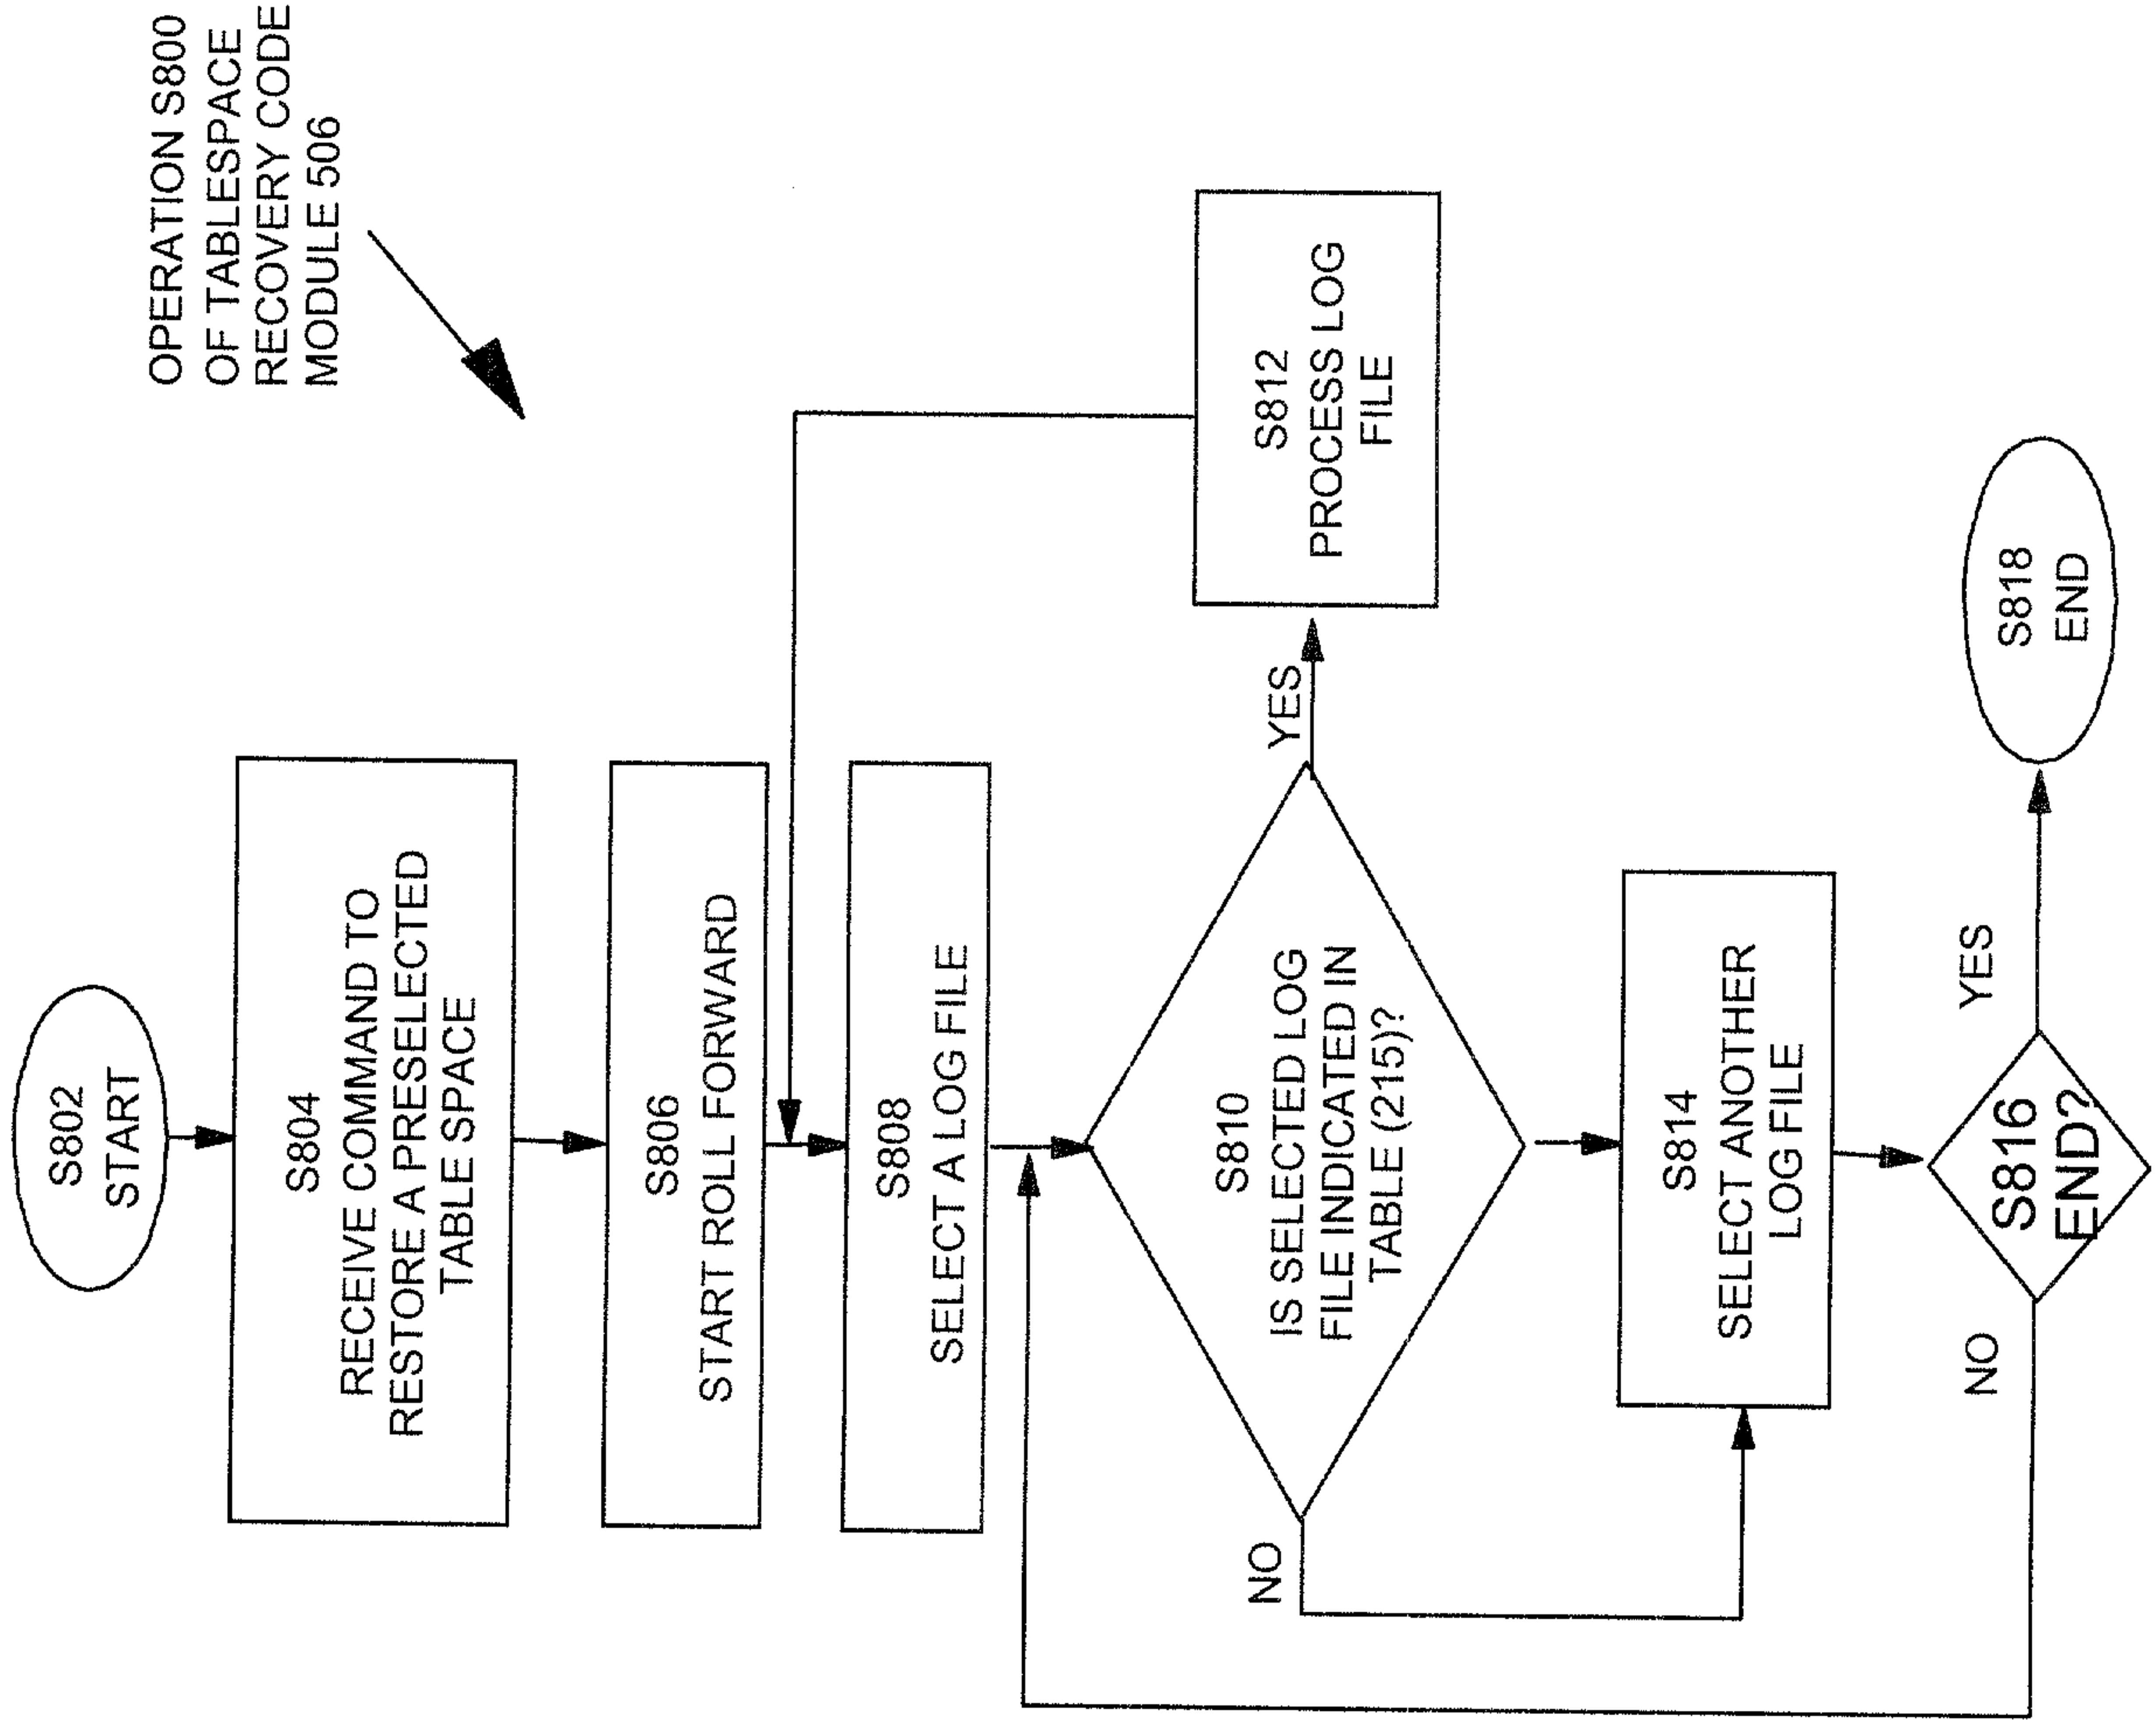 OPERATION S800
OF TABLESPACE
RECOVERY CODE
MODULE 506
S802
START
S804
RECEIVE COMMAND TO
RESTORE A PRESELECTED
TABLE SPACE
S806
START ROLL FORWARD
S808
SELECT A LOG FILE
S810
IS SELECTED LOG
FILE INDICATED IN
TABLE (215)?
YES
NO
S812
PROCESS LOG
FILE
S814
SELECT ANOTHER
LOG FILE
S816
END?
YES
NO
S818
END